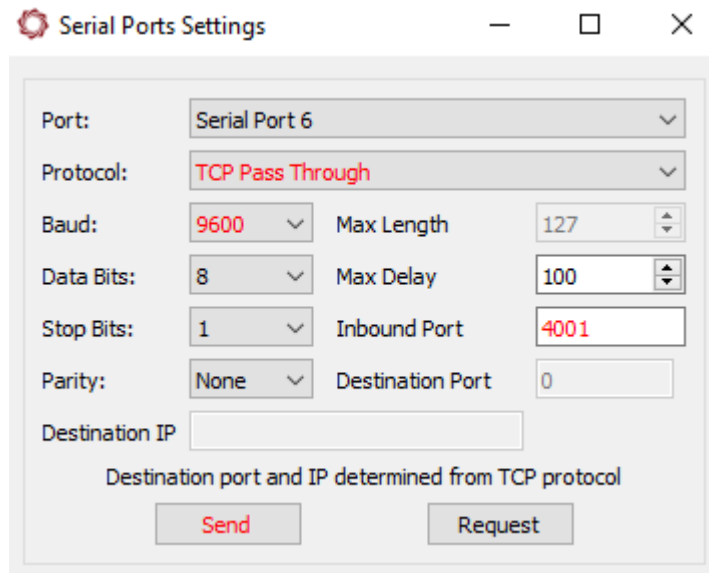 Serial Ports Settings
Port: Serial Port 6
Protocol: TCP Pass Through
Baud: 9600 Max Length 127
Data Bits: 8 Max Delay 100
Stop Bits: 1 Inbound Port 4001
Parity: None Destination Port 0
Destination IP
Destination port and IP determined from TCP protocol
Send Request